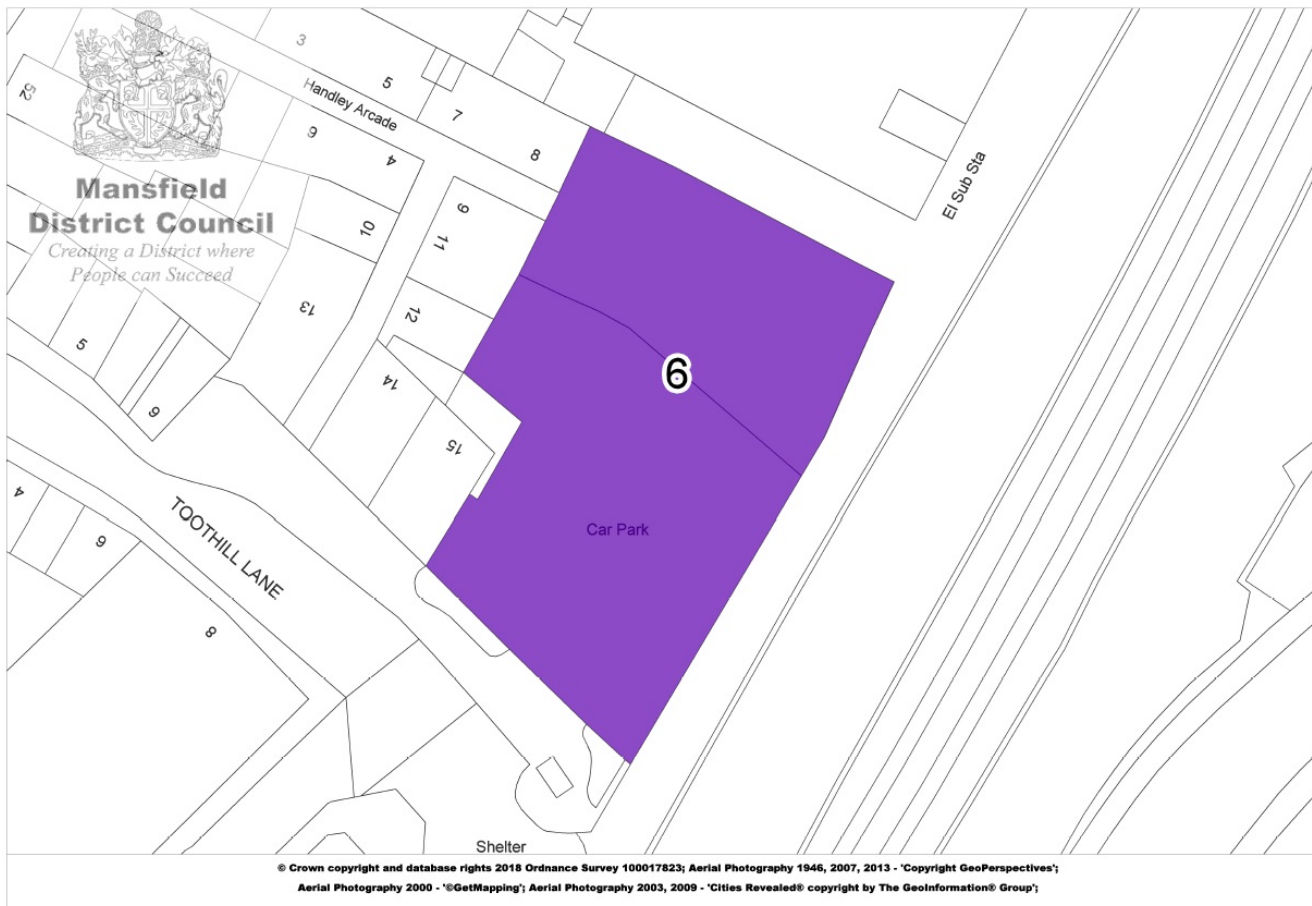 Mansfield
District Council
Creating a District where
People can Succeed
52
3
5
Handley Arcade
7
8
6
4
10
13
9
11
12
14
15
5
6
El Sub Sta
6
Car Park
TOOTHILL LANE
4
6
8
Shelter
© Crown copyright and database rights 2018 Ordnance Survey 100017823; Aerial Photography 1946, 2007, 2013 - 'Copyright GeoPerspectives';
Aerial Photography 2000 - '©GetMapping'; Aerial Photography 2003, 2009 - 'Cities Revealed® copyright by The GeoInformation® Group';